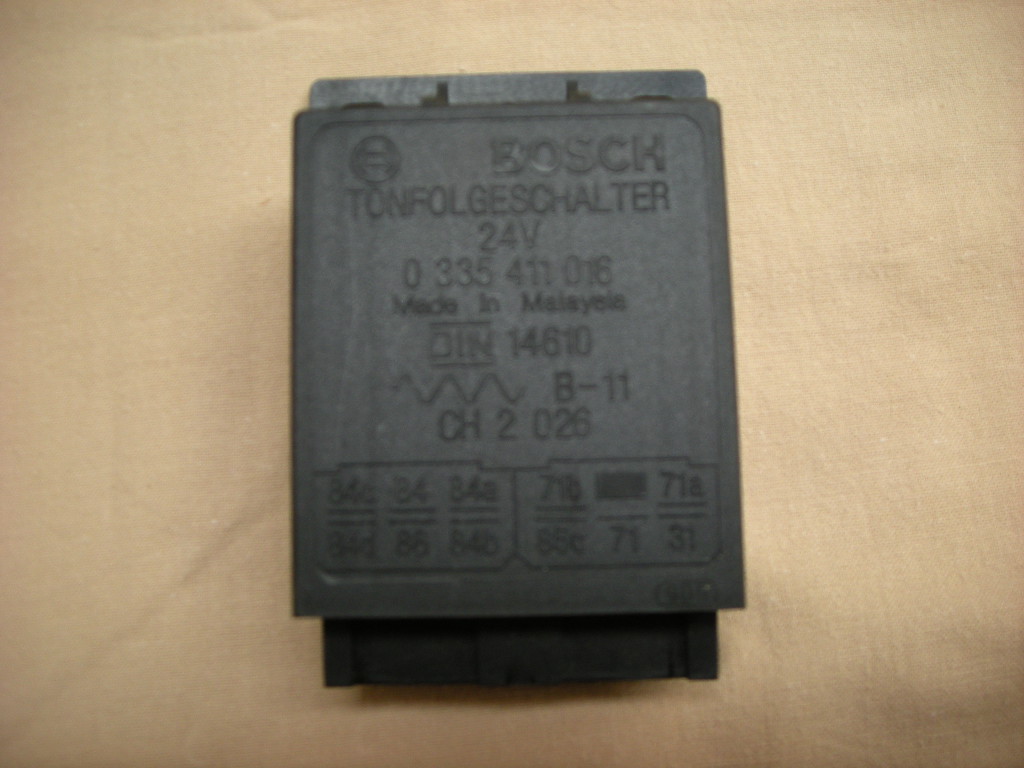 BOSCH
TONFOLGESCHALTER
24V
0 335 411 016
Made in Malaysia
DIN 14610
B-11
CH 2 026
84c 84 84a 71b 71a
84d 86 84b 85c 71 31